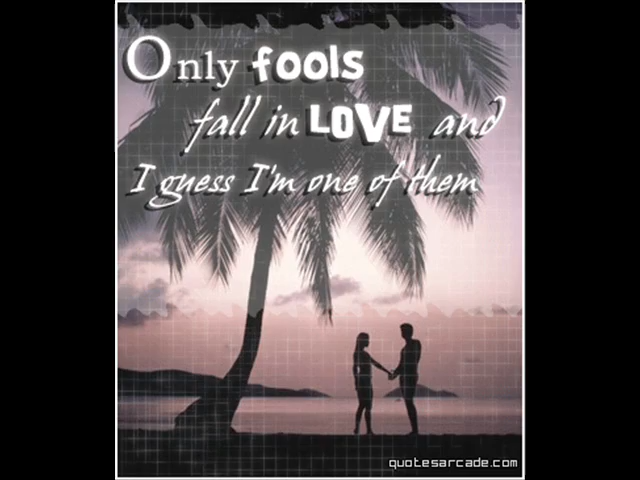 Only fools
fall in LOVE and
I guess I'm one of them
quotesarcade.com